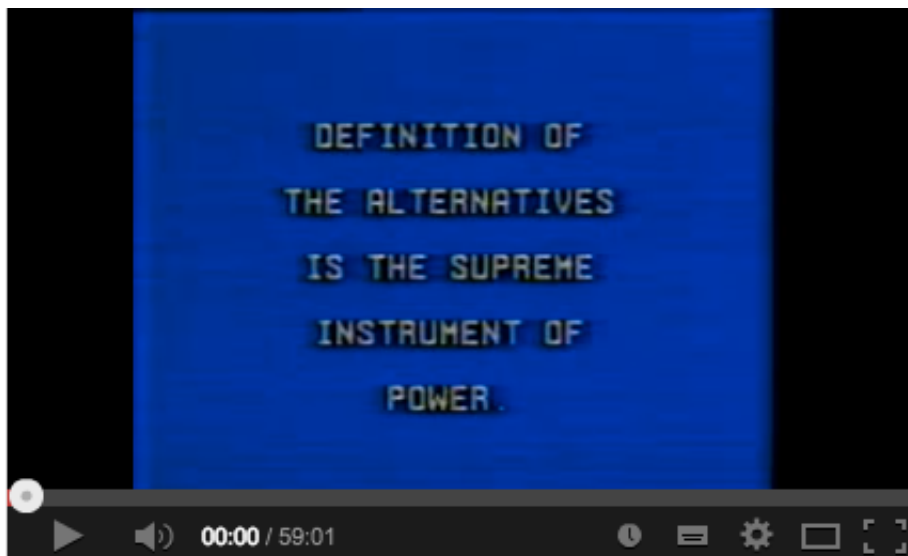 DEFINITION OF
THE ALTERNATIVES
IS THE SUPREME
INSTRUMENT OF
POWER.
00:00 / 59:01